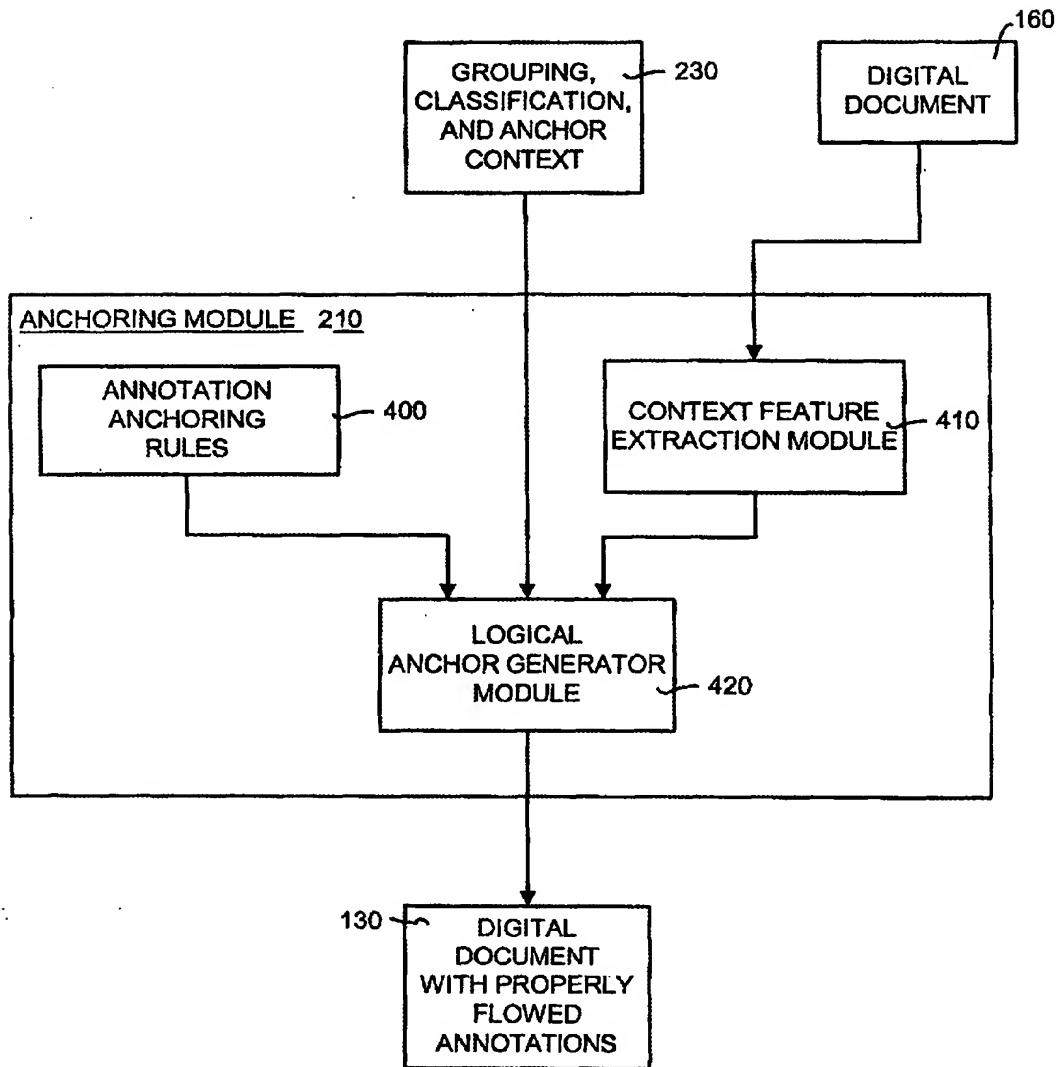 160
GROUPING,
CLASSIFICATION,
AND ANCHOR
CONTEXT
230
DIGITAL
DOCUMENT
ANCHORING MODULE 210
ANNOTATION
ANCHORING
RULES
400
CONTEXT FEATURE
EXTRACTION MODULE
410
LOGICAL
ANCHOR GENERATOR
MODULE
420
130
DIGITAL
DOCUMENT
WITH PROPERLY
FLOWED
ANNOTATIONS